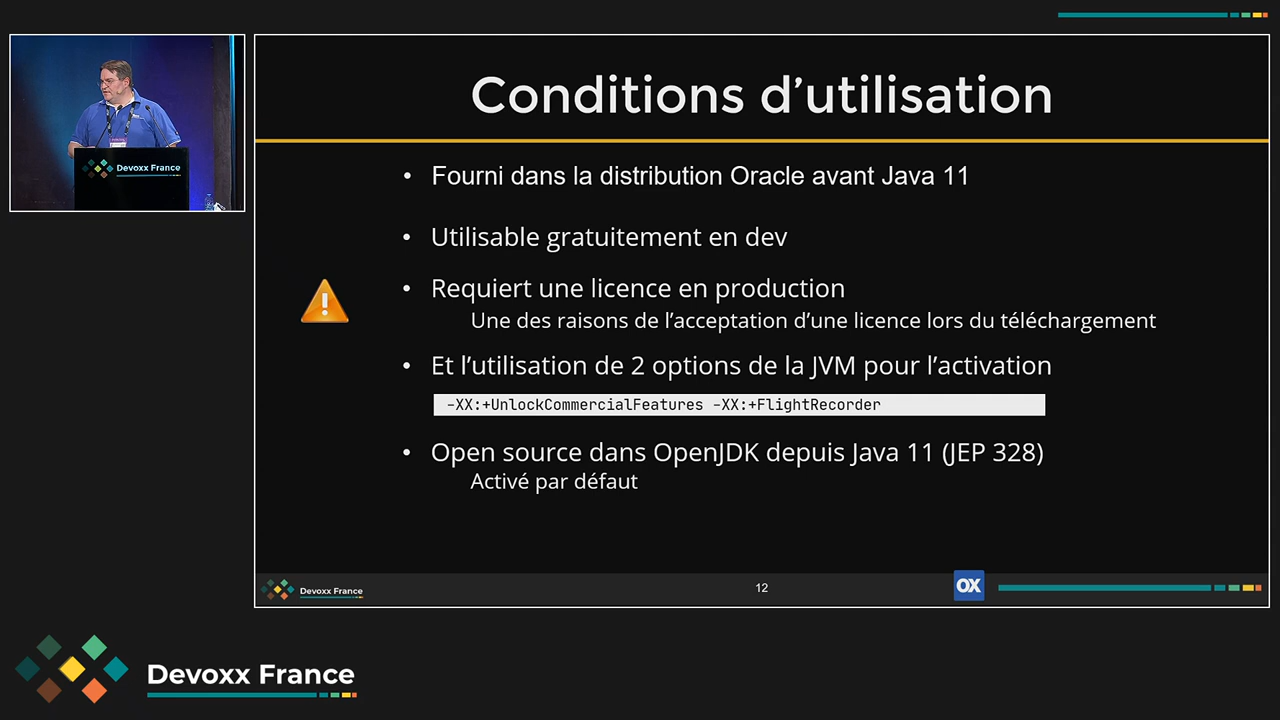 Conditions d’utilisation
Devoxx France
• Fourni dans la distribution Oracle avant Java 11
• Utilisable gratuitement en dev
• Requiert une licence en production
Une des raisons de l’acceptation d’une licence lors du téléchargement
• Et l’utilisation de 2 options de la JVM pour l’activation
-XX:+UnlockCommercialFeatures -XX:+FlightRecorder
• Open source dans OpenJDK depuis Java 11 (JEP 328)
Activé par défaut
Devoxx France
12
OX
Devoxx France